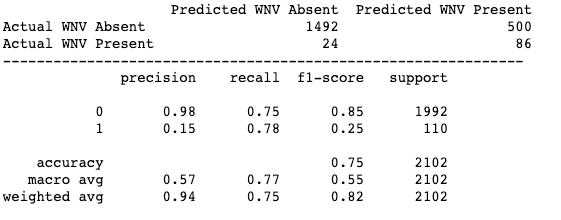 Predicted WNV Absent  Predicted WNV Present
Actual WNV Absent  1492  500
Actual WNV Present  24  86
----------------------------------------------------------------
precision  recall  f1-score  support
0  0.98  0.75  0.85  1992
1  0.15  0.78  0.25  110
accuracy  0.75  2102
macro avg  0.57  0.77  0.55  2102
weighted avg  0.94  0.75  0.82  2102